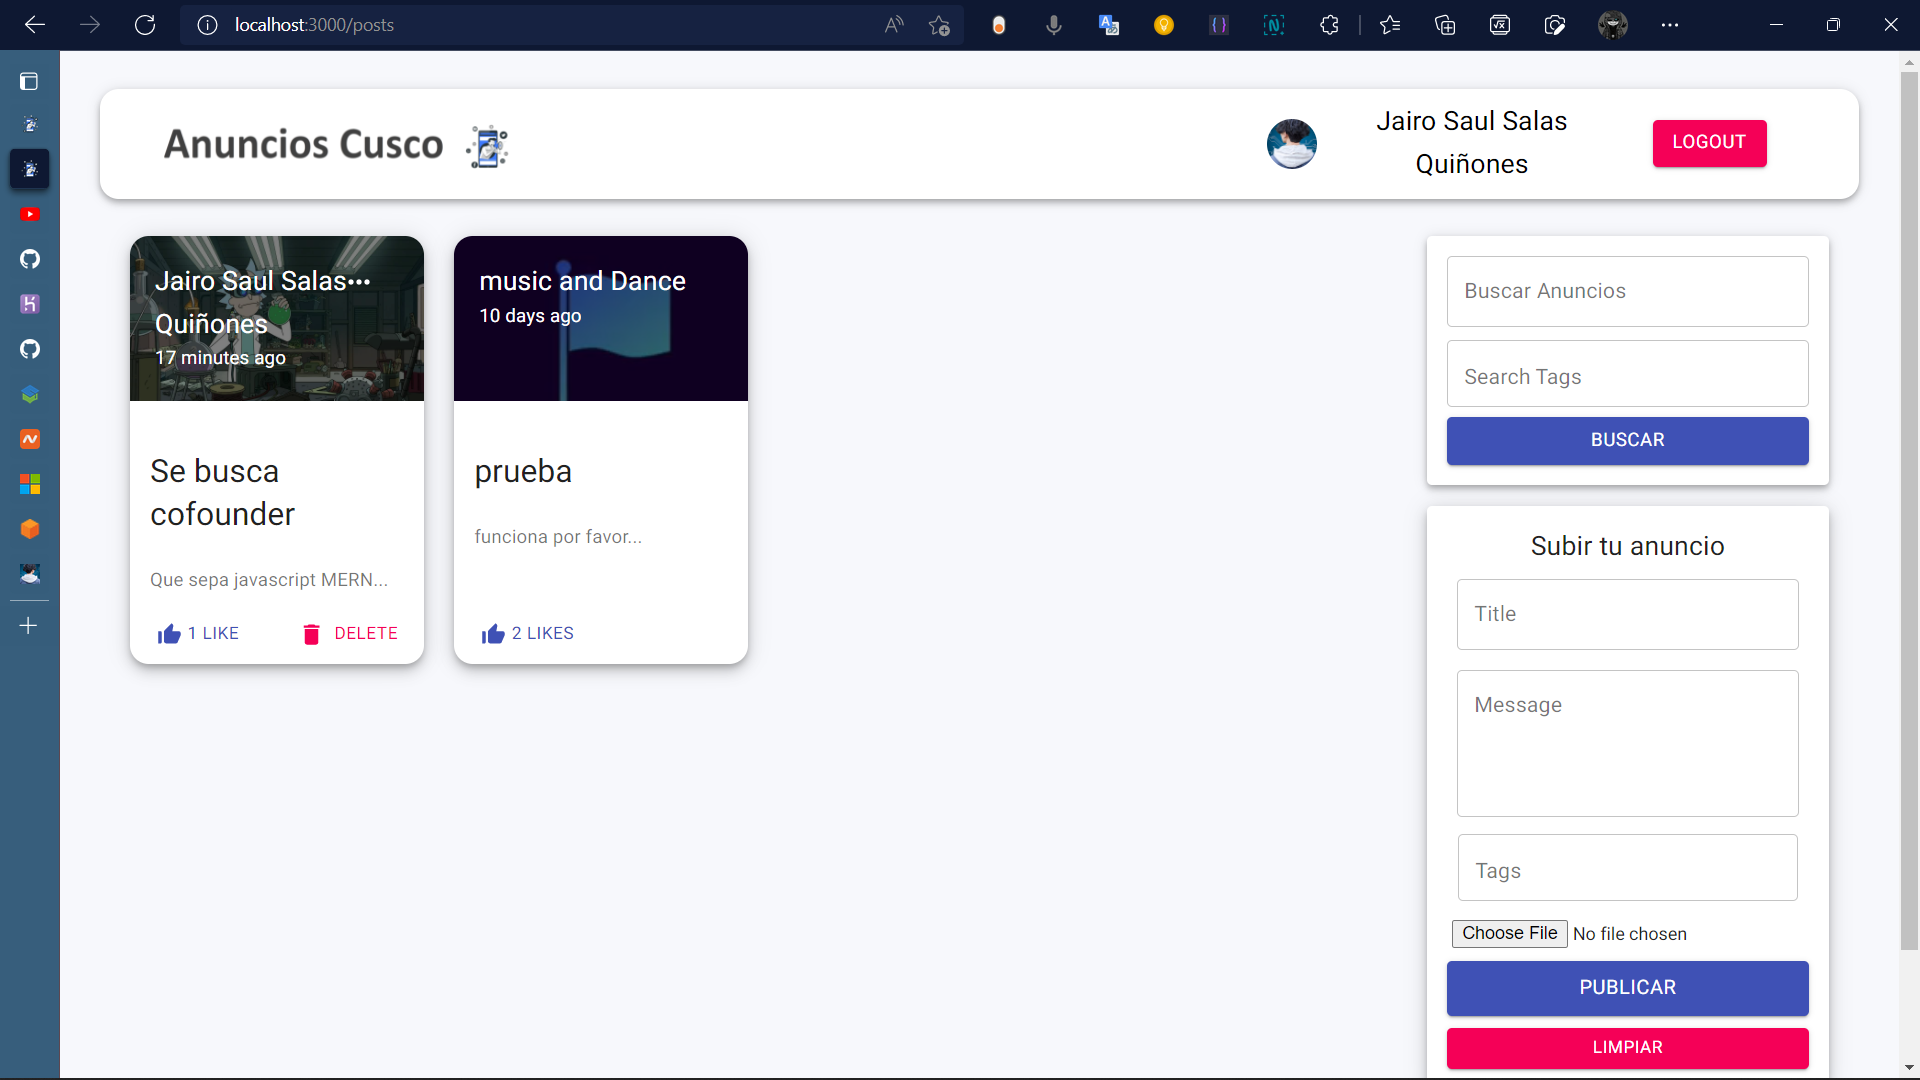 localhost:3000/posts
Anuncios Cusco
Jairo Saul Salas
Quiñones
LOGOUT
Jairo Saul Salas•••
Quiñones
17 minutes ago
Se busca
cofounder
Que sepa javascript MERN...
1 LIKE
DELETE
music and Dance
10 days ago
prueba
funciona por favor...
2 LIKES
Buscar Anuncios
Search Tags
BUSCAR
Subir tu anuncio
Title
Message
Tags
Choose File No file chosen
PUBLICAR
LIMPIAR